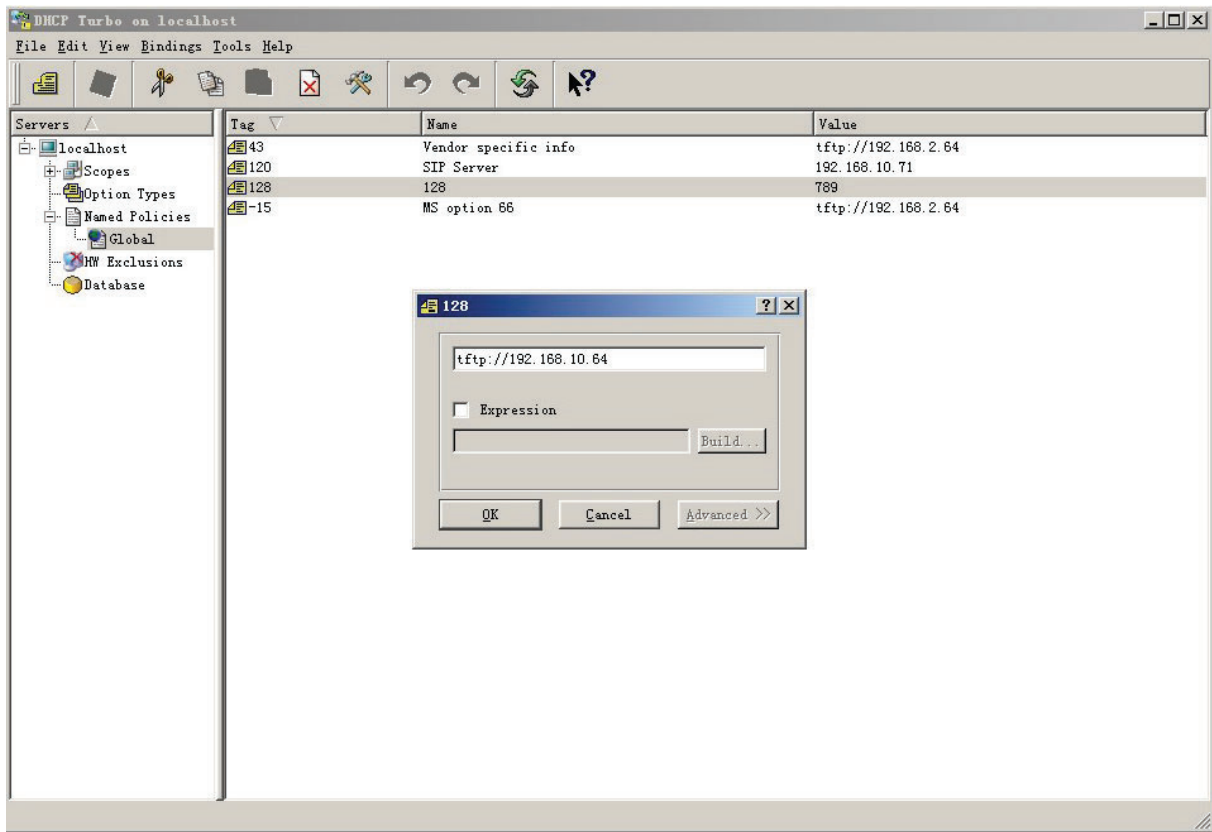 DHCP Turbo on localhost
File Edit View Bindings Tools Help
Servers
localhost
Scopes
Option Types
Named Policies
Global
HW Exclusions
Database
Tag Name Value
43 Vendor specific info tftp://192.168.2.64
120 SIP Server 192.168.10.71
128 128 789
-15 MS option 66 tftp://192.168.2.64
128
tftp://192.168.10.64
Expression
Build...
OK Cancel Advanced >>